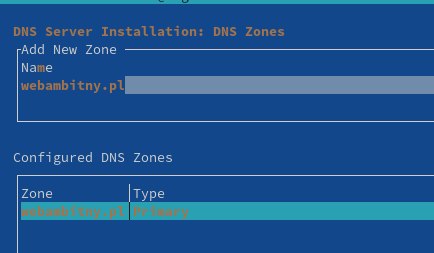 DNS Server Installation: DNS Zones
Add New Zone
Name
webambitny.pl
Configured DNS Zones
Zone Type
webambitny.pl Primary